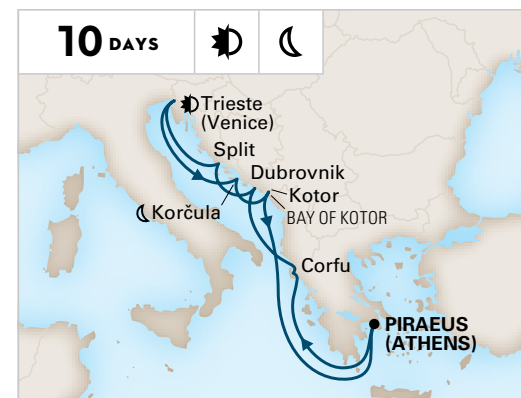 10 DAYS
Trieste
(Venice)
Split
Dubrovnik
Kotor
Korčula
BAY OF KOTOR
Corfu
PIRAEUS
(ATHENS)